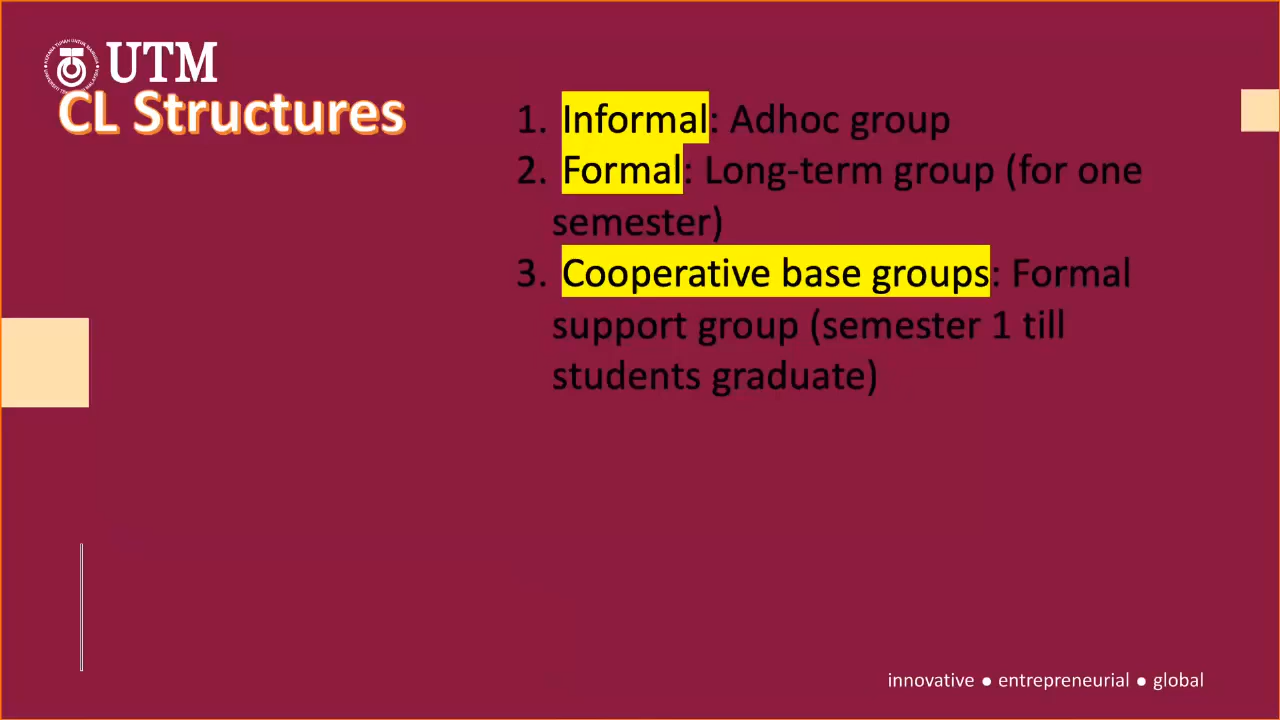 UTM
CL Structures
1. Informal: Adhoc group
2. Formal: Long-term group (for one
semester)
3. Cooperative base groups: Formal
support group (semester 1 till
students graduate)
innovative ● entrepreneurial ● global